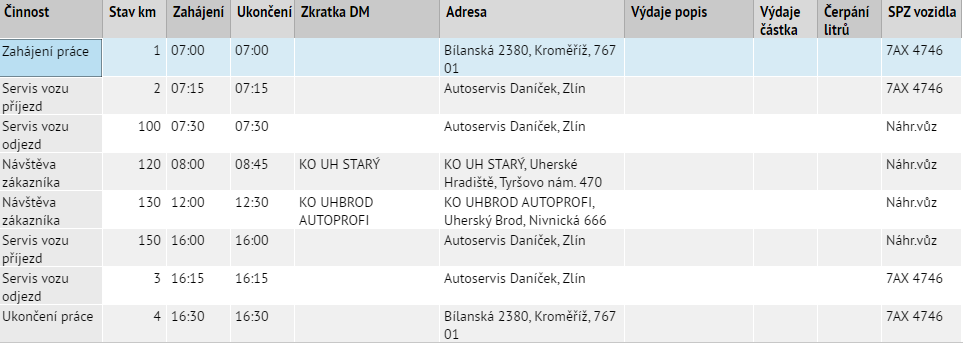 Činnost Stav km Zahájení Ukončení Zkratka DM Adresa Výdaje popis Výdaje částka Čerpání litrů SPZ vozidla
Zahájení práce 1 07:00 07:00 Bílanská 2380, Kroměříž, 767 01 7AX 4746
Servis vozu příjezd 2 07:15 07:15 Autoservis Daníček, Zlín 7AX 4746
Servis vozu odjezd 100 07:30 07:30 Autoservis Daníček, Zlín Náhr.vůz
Návštěva zákazníka 120 08:00 08:45 KO UH STARÝ KO UH STARÝ, Uherské Hradiště, Tyršovo nám. 470 Náhr.vůz
Návštěva zákazníka 130 12:00 12:30 KO UHBROD AUTOPROFI KO UHBROD AUTOPROFI, Uherský Brod, Nivnická 666 Náhr.vůz
Servis vozu příjezd 150 16:00 16:00 Autoservis Daníček, Zlín Náhr.vůz
Servis vozu odjezd 3 16:15 16:15 Autoservis Daníček, Zlín 7AX 4746
Ukončení práce 4 16:30 16:30 Bílanská 2380, Kroměříž, 767 01 7AX 4746